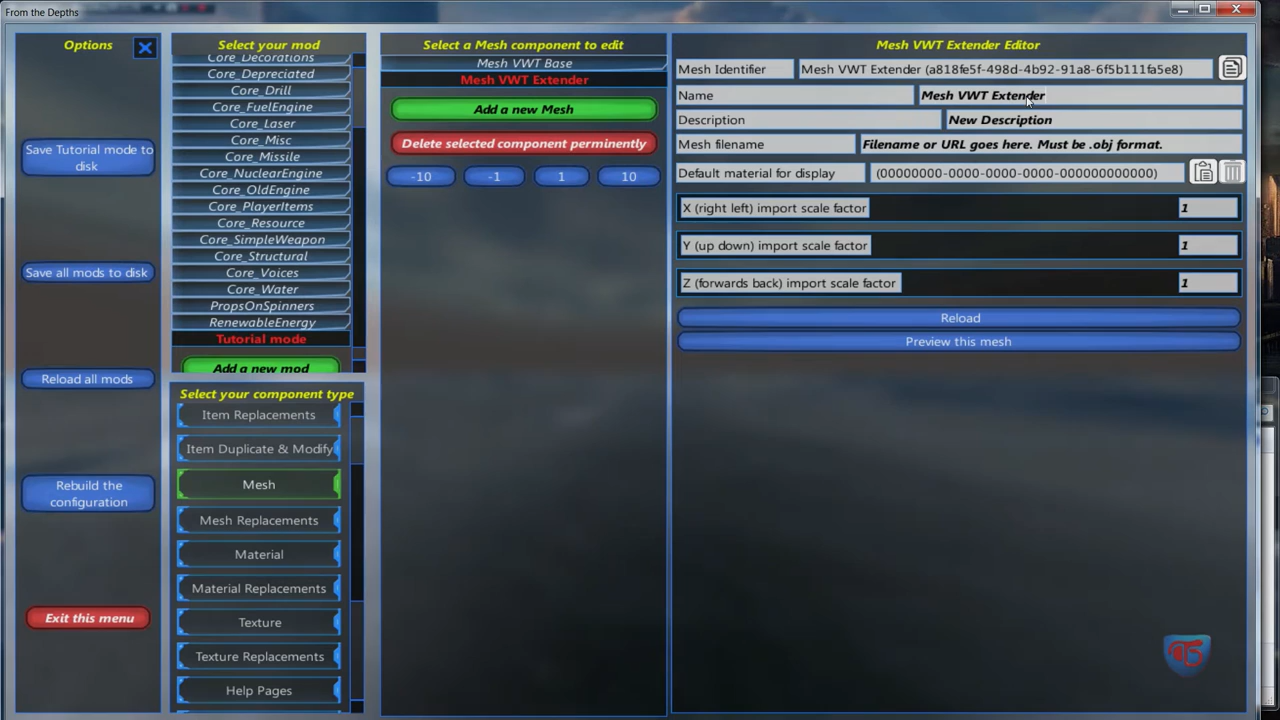 From the Depths
Options
Save Tutorial mode to
disk
Save all mods to disk
Reload all mods
Rebuild the
configuration
Exit this menu
Select your mod
Core_Decorations
Core_Depreciated
Core_Drill
Core_FuelEngine
Core_Laser
Core_Misc
Core_Missile
Core_NuclearEngine
Core_OldEngine
Core_PlayerItems
Core_Resource
Core_SimpleWeapon
Core_Structural
Core_Voices
Core_Water
PropsOnSpinners
RenewableEnergy
Tutorial mode
Add a new mod
Select your component type
Item Replacements
Item Duplicate & Modify
Mesh
Mesh Replacements
Material
Material Replacements
Texture
Texture Replacements
Help Pages
Select a Mesh component to edit
Mesh VWT Base
Mesh VWT Extender
Add a new Mesh
Delete selected component perminently
-10 -1 1 10
Mesh VWT Extender Editor
Mesh Identifier Mesh VWT Extender (a818fe5f-498d-4b92-91a8-6f5b111fa5e8)
Name Mesh VWT Extender
Description New Description
Mesh filename Filename or URL goes here. Must be .obj format.
Default material for display (00000000-0000-0000-0000-000000000000)
X (right left) import scale factor 1
Y (up down) import scale factor 1
Z (forwards back) import scale factor 1
Reload
Preview this mesh